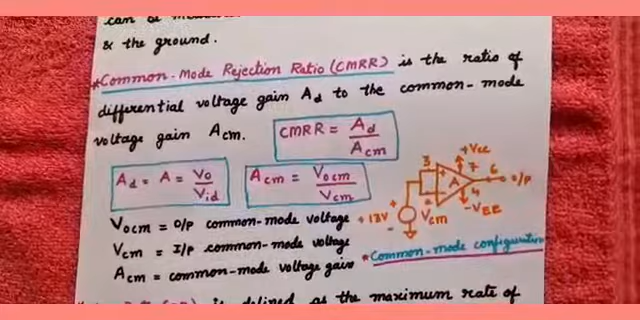 can be
& the ground.
*Common-Mode Rejection Ratio (CMRR) is the ratio of
differential voltage gain Ad to the common-mode
voltage gain Acm.
CMRR = Ad / Acm
Ad = A = Vo / Vid
Acm = Vocm / Vcm
3
+Vcc
7
A
6
O/P
2
4
-VEE
+
+ 13V
-
Vcm
Vocm = O/P common-mode voltage
Vcm = I/P common-mode voltage
Acm = common-mode voltage gain
*Common-mode configuration
is defined as the maximum rate of